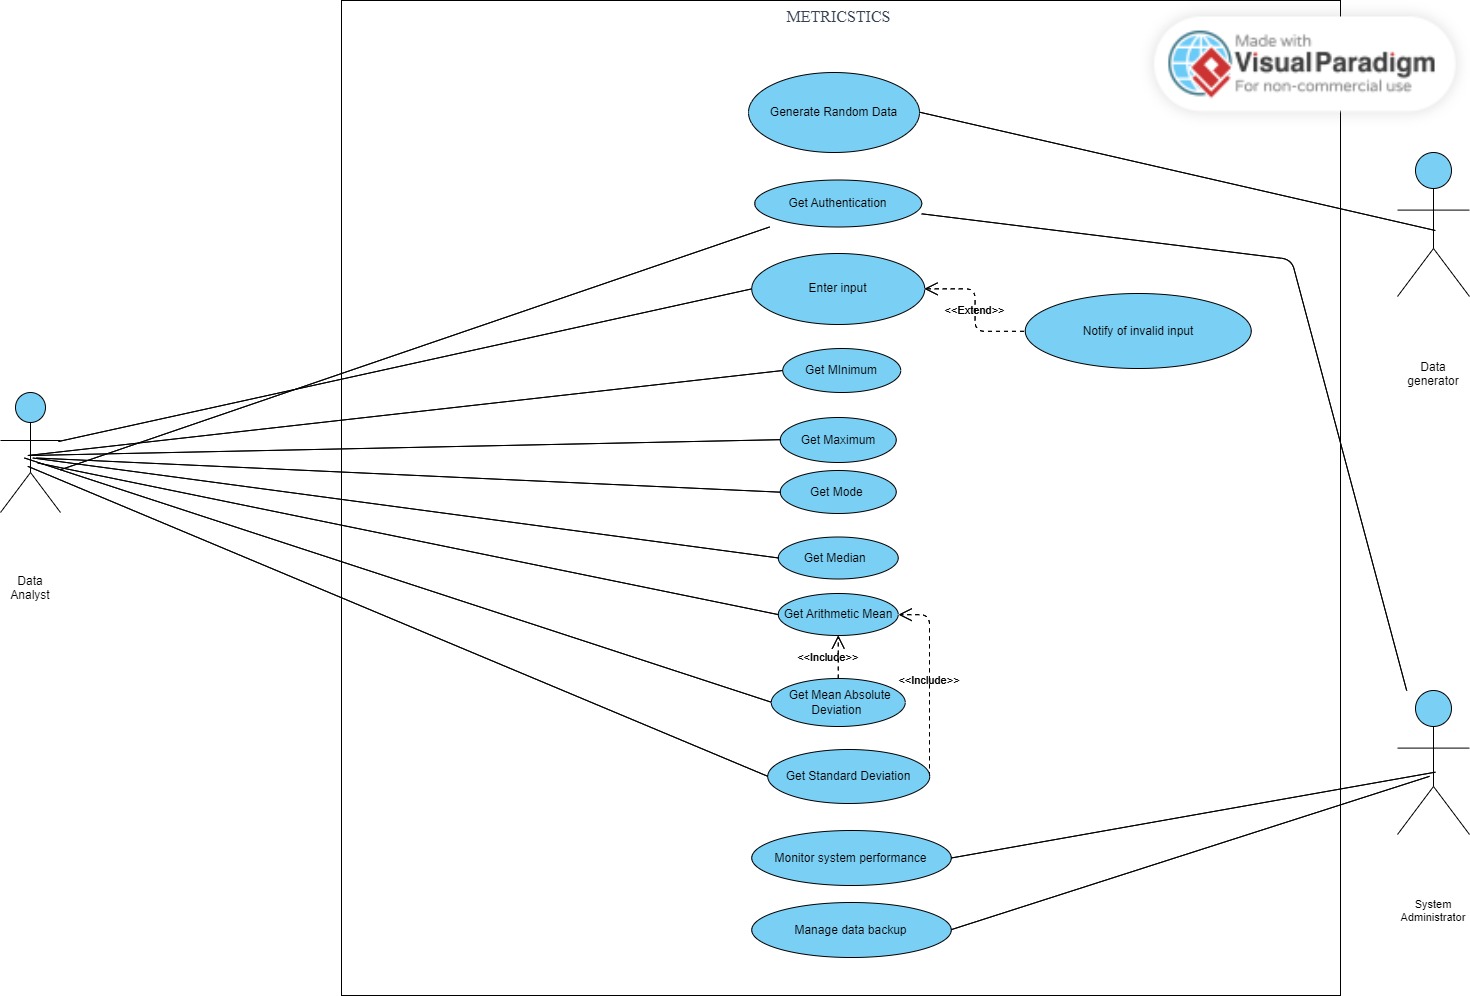 METRICSTICS
Made with
Visual Paradigm
For non-commercial use
Generate Random Data
Get Authentication
Enter input
<<Extend>>
Notify of invalid input
Get MInimum
Data
generator
Get Maximum
Get Mode
Get Median
Data
Analyst
Get Arithmetic Mean
<<Include>>
<<Include>>
Get Mean Absolute
Deviation
Get Standard Deviation
Monitor system performance
System
Administrator
Manage data backup